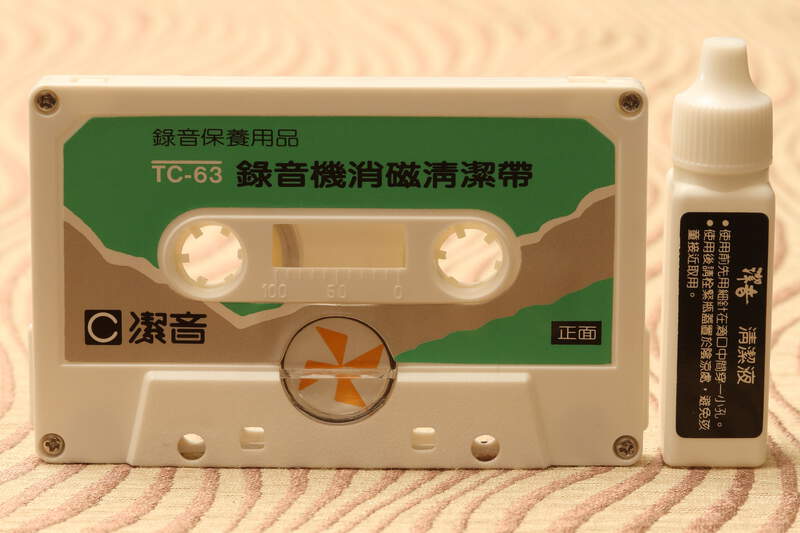 錄音保養用品
TC-63 錄音機消磁清潔帶
100 50 0
C 潔音
正面
潔音 清潔液
● 使用前先用細針在滴口中間穿一小孔。
● 使用後請栓緊瓶蓋置於陰涼處，避免孩
童接近取用。